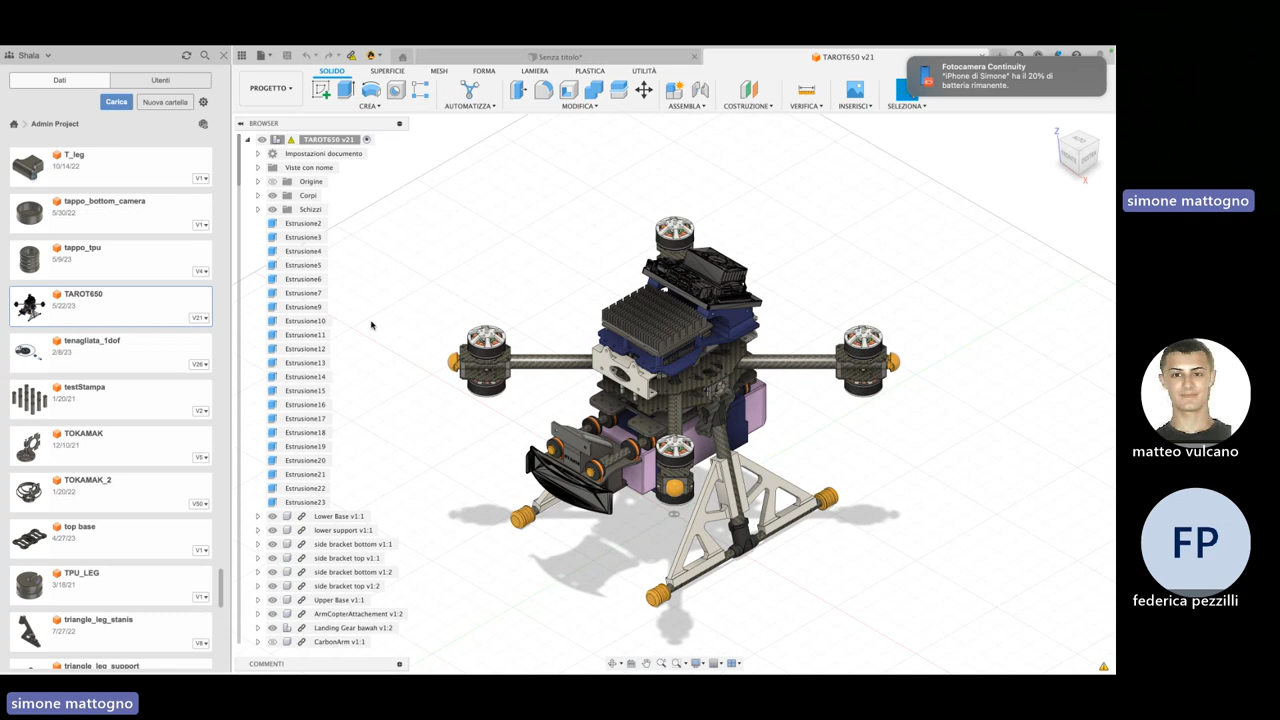 Shala
Dati
Utenti
Carica
Nuova cartella
Admin Project
T_leg
10/14/22
V1
tappo_bottom_camera
5/30/22
V1
tappo_tpu
5/9/23
V4
TAROT650
5/22/23
V21
tenagliata_1dof
2/8/23
V26
testStampa
1/20/21
V2
TOKAMAK
12/10/21
V5
TOKAMAK_2
1/20/22
V50
top base
4/27/23
V1
TPU_LEG
3/18/21
V1
triangle_leg_stanis
7/27/22
V8
triangle_leg_support
Senza titolo*
TAROT650 v21
Fotocamera Continuity
"iPhone di Simone" ha il 20% di
batteria rimanente.
PROGETTO
SOLIDO
SUPERFICIE
MESH
FORMA
LAMIERA
PLASTICA
UTILITÀ
CREA
AUTOMATIZZA
MODIFICA
ASSEMBLA
COSTRUZIONE
VERIFICA
INSERISCI
SELEZIONA
BROWSER
TAROT650 v21
Impostazioni documento
Viste con nome
Origine
Corpi
Schizzi
Estrusione2
Estrusione3
Estrusione4
Estrusione5
Estrusione6
Estrusione7
Estrusione9
Estrusione10
Estrusione11
Estrusione12
Estrusione13
Estrusione14
Estrusione15
Estrusione16
Estrusione17
Estrusione18
Estrusione19
Estrusione20
Estrusione21
Estrusione22
Estrusione23
Lower Base v1:1
lower support v1:1
side bracket bottom v1:1
side bracket top v1:1
side bracket bottom v1:2
side bracket top v1:2
Upper Base v1:1
ArmCopterAttachement v1:2
Landing Gear bawah v2:2
CarbonArm v1:1
COMMENTI
Z
ALTO
FRONTE
X
simone mattogno
matteo vulcano
FP
federica pezzilli
simone mattogno